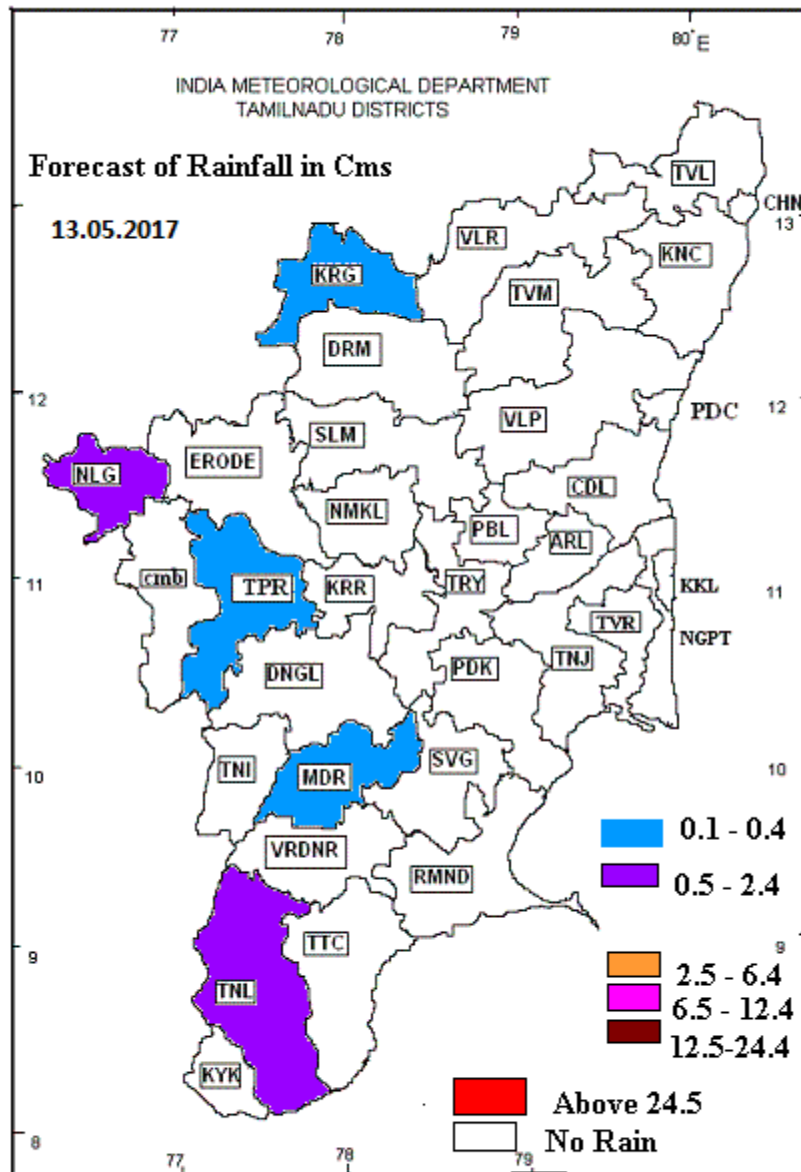 77 78 79 80° E
INDIA METEOROLOGICAL DEPARTMENT
TAMILNADU DISTRICTS
Forecast of Rainfall in Cms
13.05.2017
TVL
CHN
13
VLR
KNC
KRG
TVM
DRM
12
12
PDC
VLP
SLM
ERODE
NLG
CDL
NMKL
PBL
ARL
11
cmb
TPR
KRR
TRY
KKL
11
TVR
NGPT
DNGL
PDK
TNJ
10
TNI
MDR
SVG
10
0.1 - 0.4
VRDNR
RMND
0.5 - 2.4
9
TTC
9
2.5 - 6.4
TNL
6.5 - 12.4
12.5-24.4
KYK
Above 24.5
No Rain
8
77 78 79